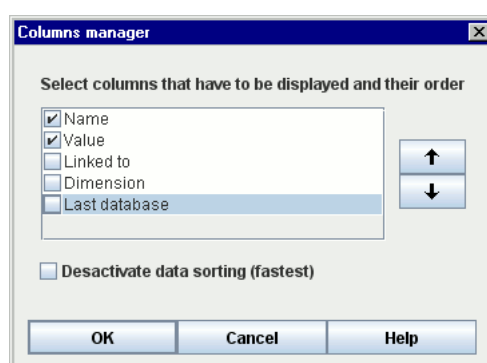 Columns manager
Select columns that have to be displayed and their order
Name
Value
Linked to
Dimension
Last database
Desactivate data sorting (fastest)
OK Cancel Help